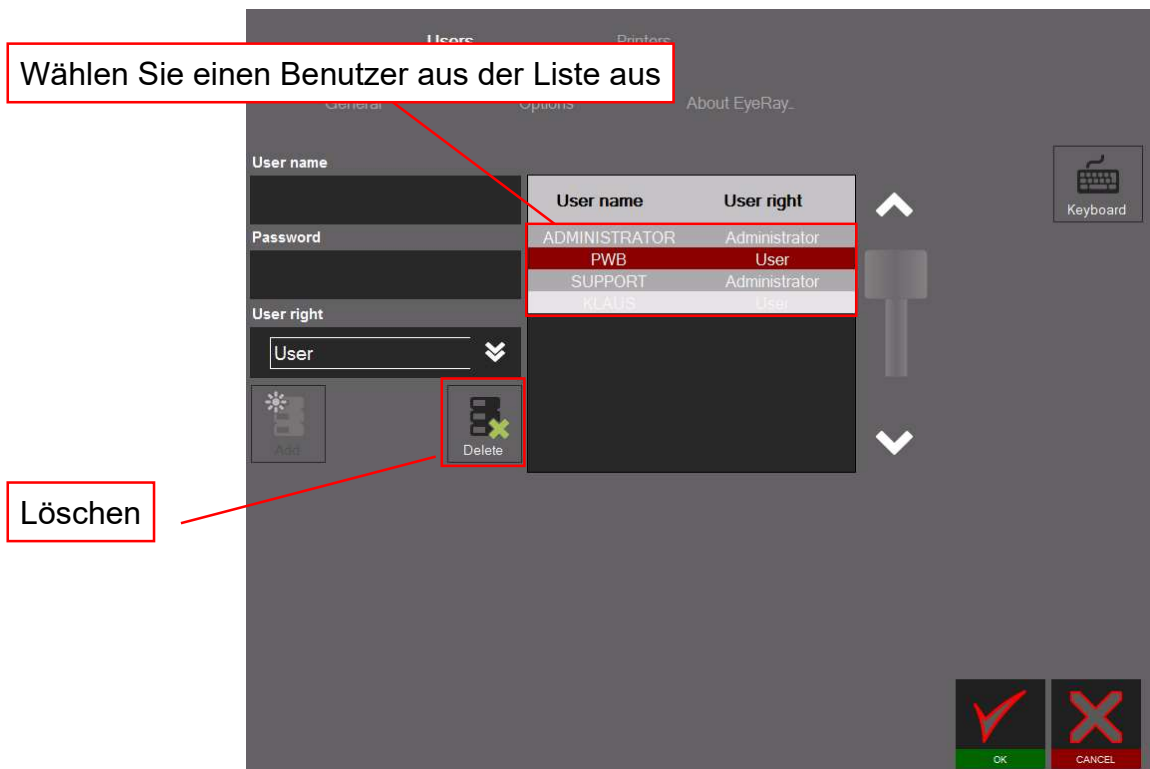 Users Printers
Wählen Sie einen Benutzer aus der Liste aus
General Options About EyeRay..
User name
Keyboard
User name User right
Password
ADMINISTRATOR Administrator
PWB User
SUPPORT Administrator
KLAUS User
User right
User
Add Delete
Löschen
OK CANCEL